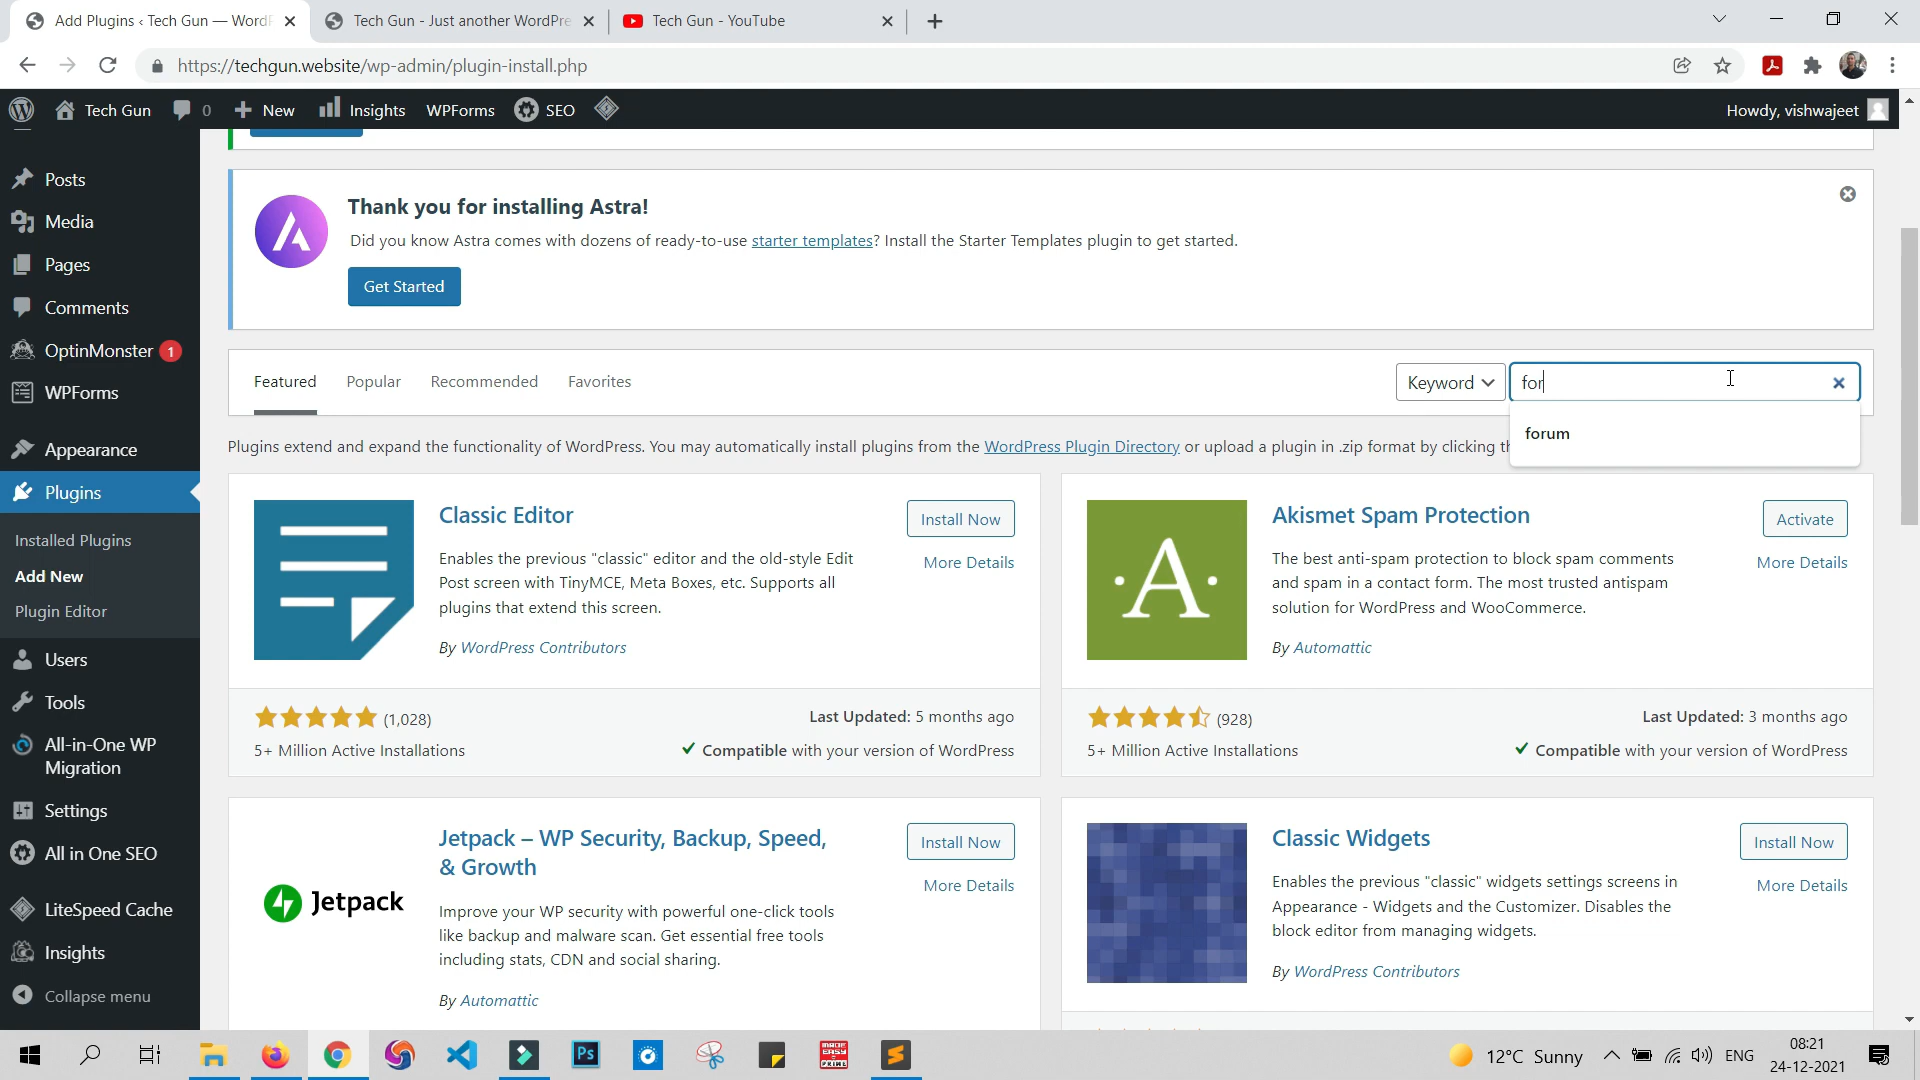 Add Plugins ‹ Tech Gun — WordP
Tech Gun - Just another WordPre
Tech Gun - YouTube
https://techgun.website/wp-admin/plugin-install.php
Tech Gun
0
New
Insights
WPForms
SEO
Howdy, vishwajeet
Posts
Media
Pages
Comments
OptinMonster 1
WPForms
Appearance
Plugins
Installed Plugins
Add New
Plugin Editor
Users
Tools
All-in-One WP
Migration
Settings
All in One SEO
LiteSpeed Cache
Insights
Collapse menu
Thank you for installing Astra!
Did you know Astra comes with dozens of ready-to-use starter templates? Install the Starter Templates plugin to get started.
Get Started
Featured
Popular
Recommended
Favorites
Keyword
for
forum
Plugins extend and expand the functionality of WordPress. You may automatically install plugins from the WordPress Plugin Directory or upload a plugin in .zip format by clicking
Classic Editor
Install Now
More Details
Enables the previous "classic" editor and the old-style Edit
Post screen with TinyMCE, Meta Boxes, etc. Supports all
plugins that extend this screen.
By WordPress Contributors
(1,028)
5+ Million Active Installations
Last Updated: 5 months ago
Compatible with your version of WordPress
Akismet Spam Protection
Activate
More Details
The best anti-spam protection to block spam comments
and spam in a contact form. The most trusted antispam
solution for WordPress and WooCommerce.
By Automattic
(928)
5+ Million Active Installations
Last Updated: 3 months ago
Compatible with your version of WordPress
Jetpack
Jetpack – WP Security, Backup, Speed,
& Growth
Install Now
More Details
Improve your WP security with powerful one-click tools
like backup and malware scan. Get essential free tools
including stats, CDN and social sharing.
By Automattic
Classic Widgets
Install Now
More Details
Enables the previous "classic" widgets settings screens in
Appearance - Widgets and the Customizer. Disables the
block editor from managing widgets.
By WordPress Contributors
Ps
MADE
EASY
PRIME
12°C Sunny
ENG
08:21
24-12-2021